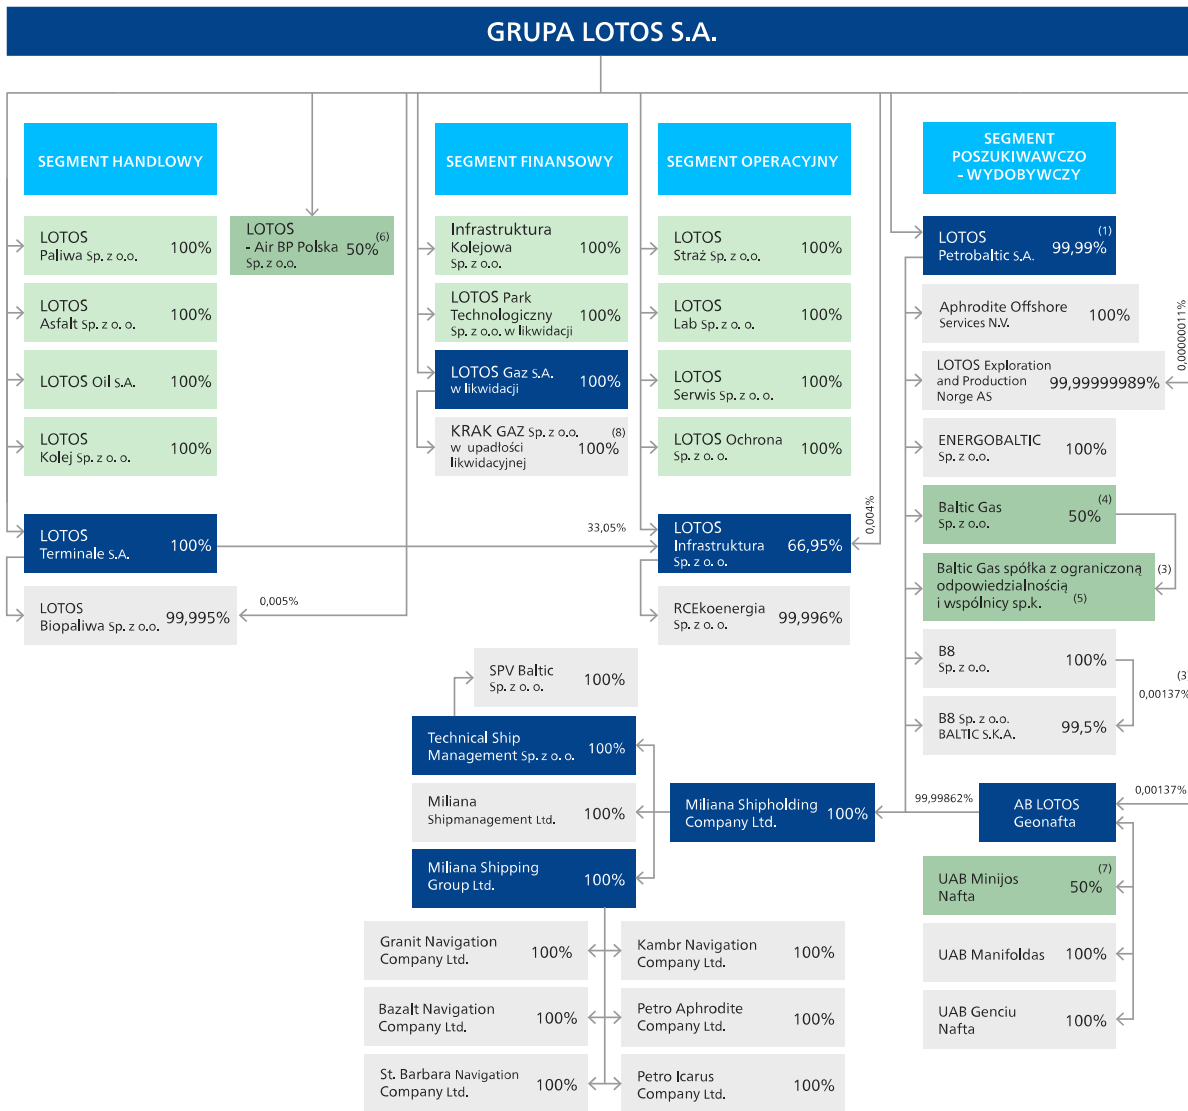 GRUPA LOTOS S.A.
SEGMENT HANDLOWY
LOTOS
Paliwa Sp. z o.o.
100%
LOTOS
Asfalt Sp. z o. o.
100%
LOTOS Oil S.A.
100%
LOTOS
Kolej Sp. z o. o.
100%
LOTOS
Terminale S.A.
100%
LOTOS
Biopaliwa Sp. z o.o.
99,995%
0,005%
LOTOS
- Air BP Polska
Sp. z o.o.
50%
(6)
SEGMENT FINANSOWY
Infrastruktura
Kolejowa
Sp. z o.o.
100%
LOTOS Park
Technologiczny
Sp. z o.o. w likwidacji
100%
LOTOS Gaz S.A.
w likwidacji
100%
KRAK GAZ Sp. z o.o.
w upadłości
likwidacyjnej
100%
(8)
SEGMENT OPERACYJNY
LOTOS
Straż Sp. z o.o.
100%
LOTOS
Lab Sp. z o. o.
100%
LOTOS
Serwis Sp. z o. o.
100%
LOTOS Ochrona
Sp. z o.o.
100%
33,05%
0,004%
LOTOS
Infrastruktura
Sp. z o.o.
66,95%
RCEkoenergia
Sp. z o. o.
99,996%
SEGMENT
POSZUKIWAWCZO
- WYDOBYWCZY
LOTOS
Petrobaltic S.A.
99,99%
(1)
Aphrodite Offshore
Services N.V.
100%
0,00000011%
LOTOS Exploration
and Production
Norge AS
99,99999989%
ENERGOBALTIC
Sp. z o.o.
100%
Baltic Gas
Sp. z o.o.
50%
(4)
Baltic Gas spółka z ograniczoną
odpowiedzialnością
i wspólnicy sp.k.
(5)
(3)
B8
Sp. z o.o.
100%
(3
0,00137%
B8 Sp. z o.o.
BALTIC S.K.A.
99,5%
SPV Baltic
Sp. z o. o.
100%
Technical Ship
Management Sp. z o. o.
100%
Miliana
Shipmanagement Ltd.
100%
Miliana Shipping
Group Ltd.
100%
Miliana Shipholding
Company Ltd.
100%
99,99862%
AB LOTOS
Geonafta
0,00137%
UAB Minijos
Nafta
50%
(7)
UAB Manifoldas
100%
UAB Genciu
Nafta
100%
Granit Navigation
Company Ltd.
100%
Kambr Navigation
Company Ltd.
100%
Bazalt Navigation
Company Ltd.
100%
Petro Aphrodite
Company Ltd.
100%
St. Barbara Navigation
Company Ltd.
100%
Petro Icarus
Company Ltd.
100%